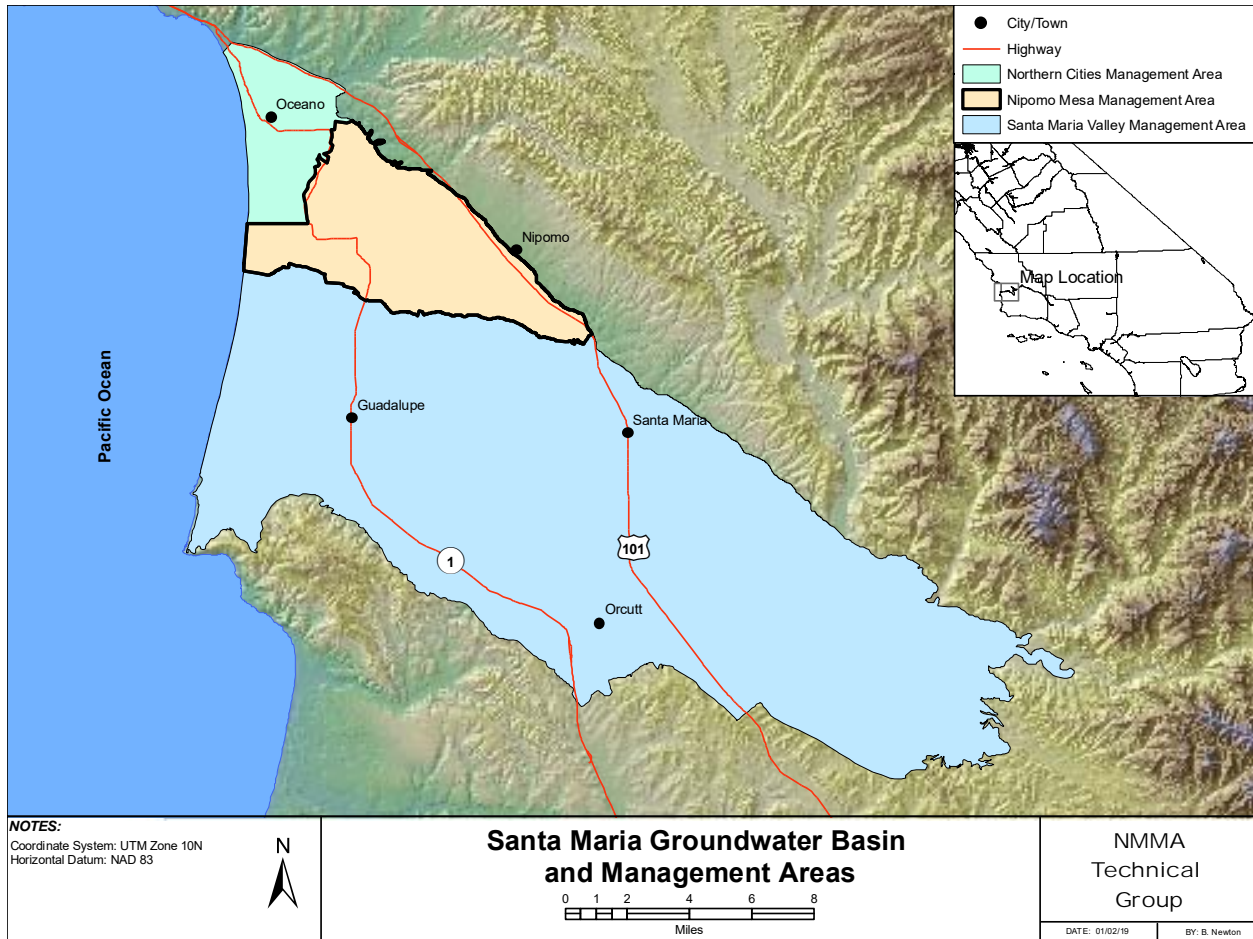 City/Town
Highway
Northern Cities Management Area
Nipomo Mesa Management Area
Santa Maria Valley Management Area
Map Location
Oceano
Nipomo
Pacific Ocean
Guadalupe
Santa Maria
101
1
Orcutt
NOTES:
Coordinate System: UTM Zone 10N
Horizontal Datum: NAD 83
N
Santa Maria Groundwater Basin
and Management Areas
0 1 2 4 6 8
Miles
NMMA
Technical
Group
DATE: 01/02/19
BY: B. Newton